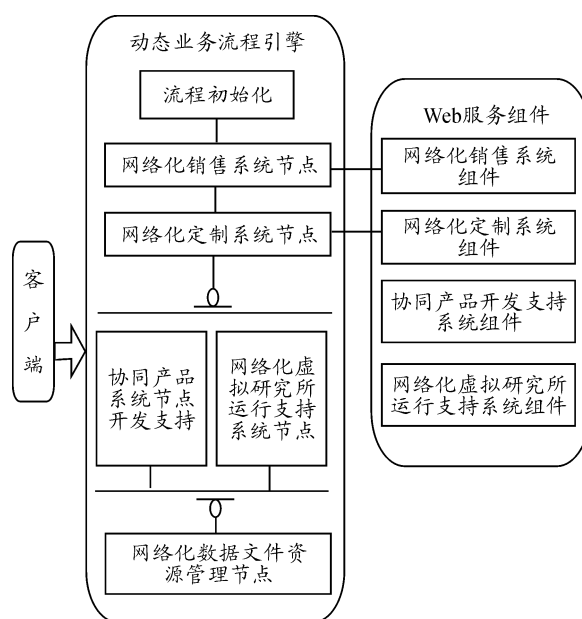 动态业务流程引擎
流程初始化
网络化销售系统节点
网络化定制系统节点
客户端
协同产品
系统节点
开发支持
网络化虚
拟研究所
运行支持
系统节点
网络化数据文件资
源管理节点
Web服务组件
网络化销售系统
组件
网络化定制系统
组件
协同产品开发支持
系统组件
网络化虚拟研究所
运行支持系统组件